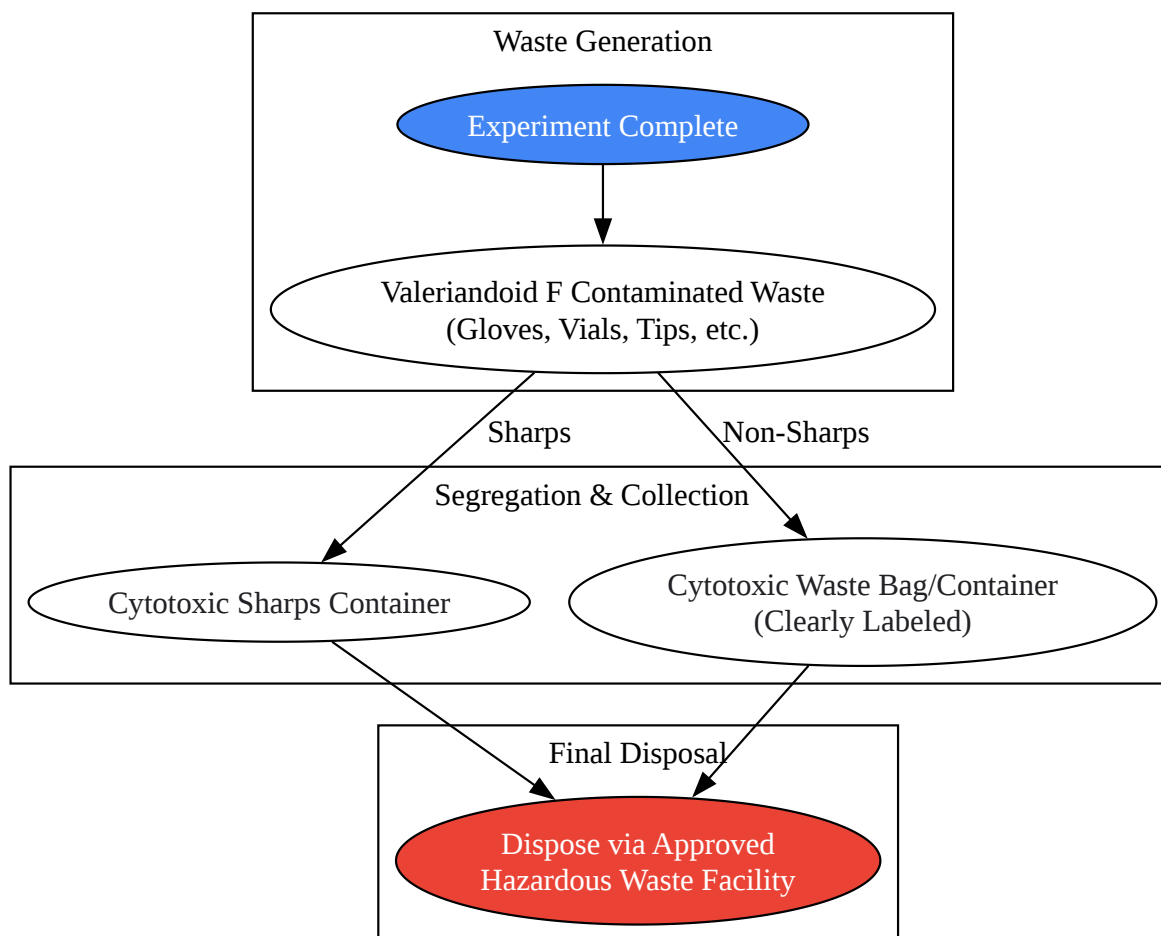 Waste Generation
Experiment Complete
Valeriandoid F Contaminated Waste
(Gloves, Vials, Tips, etc.)
Sharps
Non-Sharps
Segregation & Collection
Cytotoxic Sharps Container
Cytotoxic Waste Bag/Container
(Clearly Labeled)
Final Disposal
Dispose via Approved
Hazardous Waste Facility